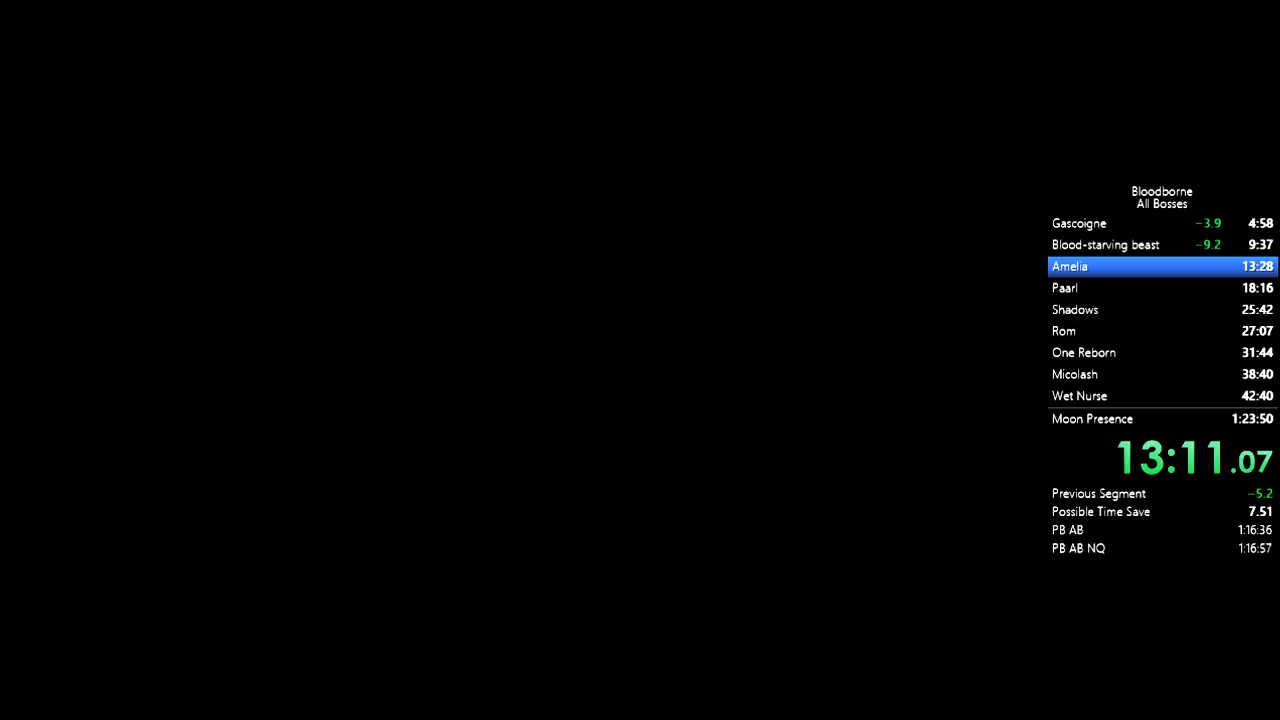 Bloodborne
All Bosses
Gascoigne -3.9 4:58
Blood-starving beast -9.2 9:37
Amelia 13:28
Paarl 18:16
Shadows 25:42
Rom 27:07
One Reborn 31:44
Micolash 38:40
Wet Nurse 42:40
Moon Presence 1:23:50
13:11.07
Previous Segment -5.2
Possible Time Save 7.51
PB AB 1:16:36
PB AB NQ 1:16:57